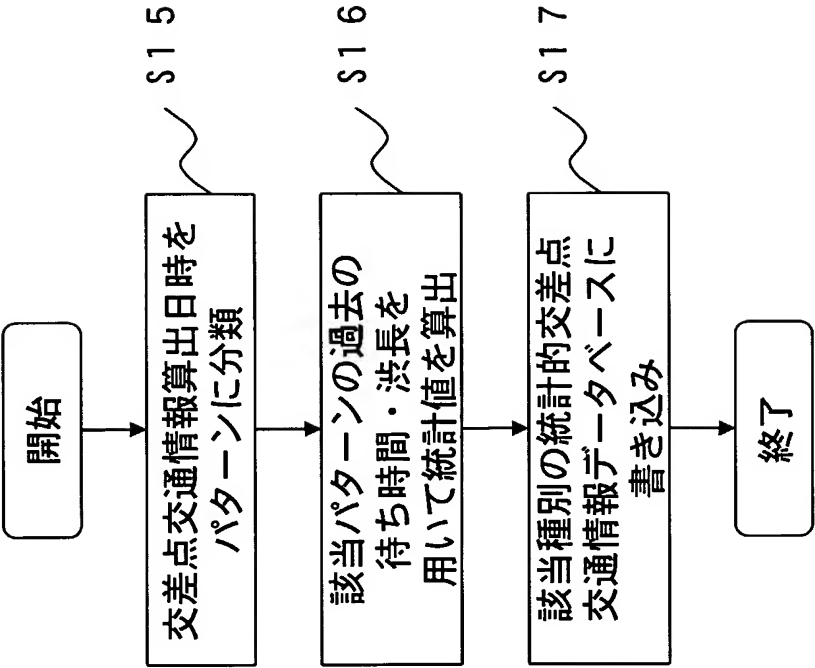 開始
交差点交通情報算出日時を
パターンに分類
S15
該当パターンの過去の
待ち時間・渋長を
用いて統計値を算出
S16
該当種別の統計的交差点
交通情報データベースに
書き込み
S17
終了